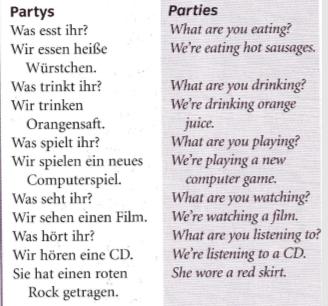 Partys
Was esst ihr?
Wir essen heiße
Würstchen.
Was trinkt ihr?
Wir trinken
Orangensaft.
Was spielt ihr?
Wir spielen ein neues
Computerspiel.
Was seht ihr?
Wir sehen einen Film.
Was hört ihr?
Wir hören eine CD.
Sie hat einen roten
Rock getragen.
Parties
What are you eating?
We're eating hot sausages.
What are you drinking?
We're drinking orange
juice.
What are you playing?
We're playing a new
computer game.
What are you watching?
We're watching a film.
What are you listening to?
We're listening to a CD.
She wore a red skirt.